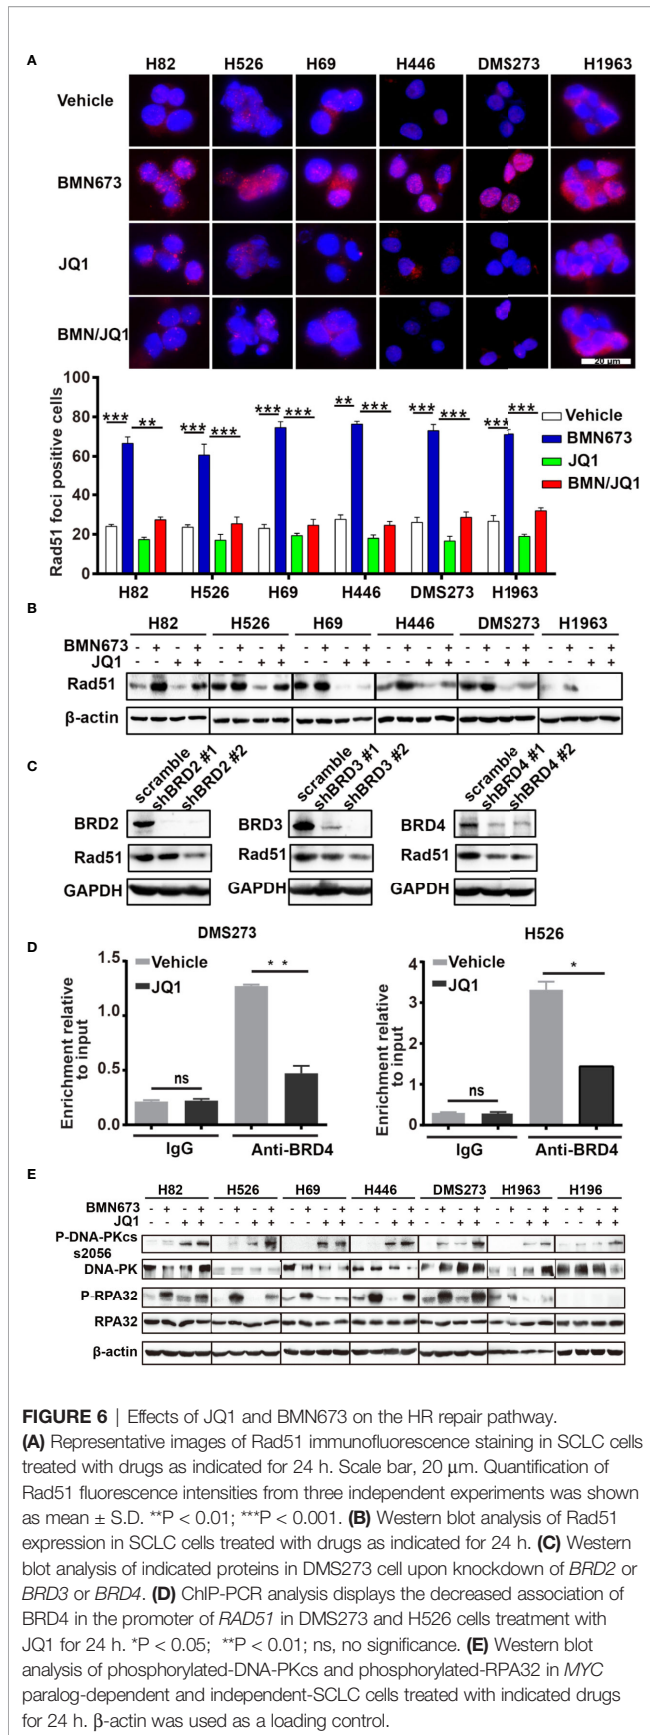 A
H82 H526 H69 H446 DMS273 H1963
Vehicle
BMN673
JQ1
BMN/JQ1
20 μm
Rad51 foci positive cells
100
80
60
40
20
0
*** ** *** *** *** *** ** *** *** *** *** ***
Vehicle
BMN673
JQ1
BMN/JQ1
H82 H526 H69 H446 DMS273 H1963
B
H82 H526 H69 H446 DMS273 H1963
BMN673 - + - + - + - + - + - + - + - + - + - + - + - +
JQ1 - - + + - - + + - - + + - - + + - - + + - - + +
Rad51
β-actin
C
scramble shBRD2 #1 shBRD2 #2
BRD2
Rad51
GAPDH
scramble shBRD3 #1 shBRD3 #2
BRD3
Rad51
GAPDH
scramble shBRD4 #1 shBRD4 #2
BRD4
Rad51
GAPDH
D
DMS273
Enrichment relative
to input
1.5
1.0
0.5
0.0
Vehicle
JQ1
ns
* *
IgG Anti-BRD4
H526
Enrichment relative
to input
4
3
2
1
0
Vehicle
JQ1
ns
*
IgG Anti-BRD4
E
H82 H526 H69 H446 DMS273 H1963 H196
BMN673 - + - + - + - + - + - + - + - + - + - + - + - + - + - +
JQ1 - - + + - - + + - - + + - - + + - - + + - - + + - - + +
P-DNA-PKcs
s2056
DNA-PK
P-RPA32
RPA32
β-actin
FIGURE 6 | Effects of JQ1 and BMN673 on the HR repair pathway.
(A) Representative images of Rad51 immunofluorescence staining in SCLC cells
treated with drugs as indicated for 24 h. Scale bar, 20 μm. Quantification of
Rad51 fluorescence intensities from three independent experiments was shown
as mean ± S.D. **P < 0.01; ***P < 0.001. (B) Western blot analysis of Rad51
expression in SCLC cells treated with drugs as indicated for 24 h. (C) Western
blot analysis of indicated proteins in DMS273 cell upon knockdown of BRD2 or
BRD3 or BRD4. (D) ChIP-PCR analysis displays the decreased association of
BRD4 in the promoter of RAD51 in DMS273 and H526 cells treatment with
JQ1 for 24 h. *P < 0.05; **P < 0.01; ns, no significance. (E) Western blot
analysis of phosphorylated-DNA-PKcs and phosphorylated-RPA32 in MYC
paralog-dependent and independent-SCLC cells treated with indicated drugs
for 24 h. β-actin was used as a loading control.